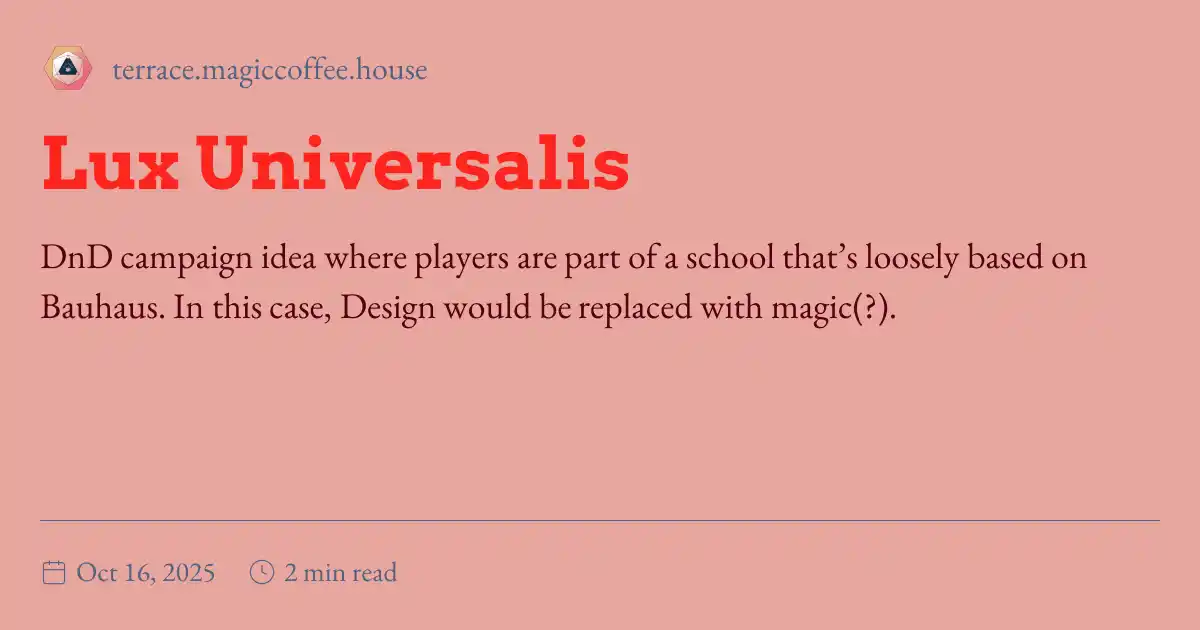 terrace.magiccoffee.house
Lux Universalis
DnD campaign idea where players are part of a school that’s loosely based on
Bauhaus. In this case, Design would be replaced with magic(?).
Oct 16, 2025 2 min read